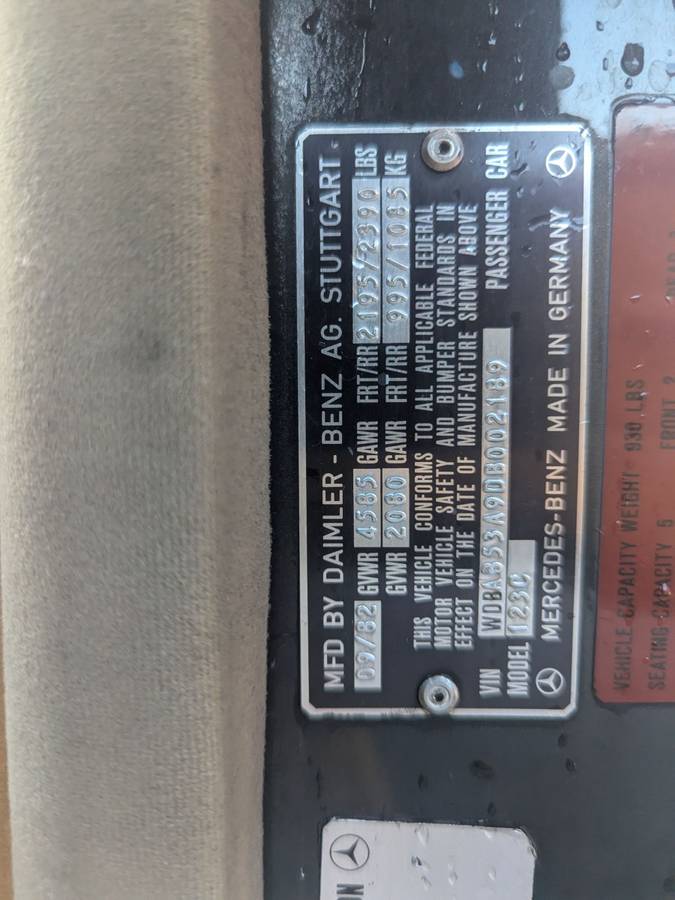 MFD BY DAIMLER - BENZ AG. STUTTGART
09/82 GVWR 4585 GAWR FRT/RR 2195/2390 LBS
GVWR 2080 GAWR FRT/RR 995/1085 KG
THIS VEHICLE CONFORMS TO ALL APPLICABLE FEDERAL
MOTOR VEHICLE SAFETY AND BUMPER STANDARDS IN
EFFECT ON THE DATE OF MANUFACTURE SHOWN ABOVE
VIN WDBAB53A9DB002189 PASSENGER CAR
MODEL 123C
MERCEDES-BENZ MADE IN GERMANY
VEHICLE CAPACITY WEIGHT 930 LBS
SEATING CAPACITY 5 FRONT 2
ON